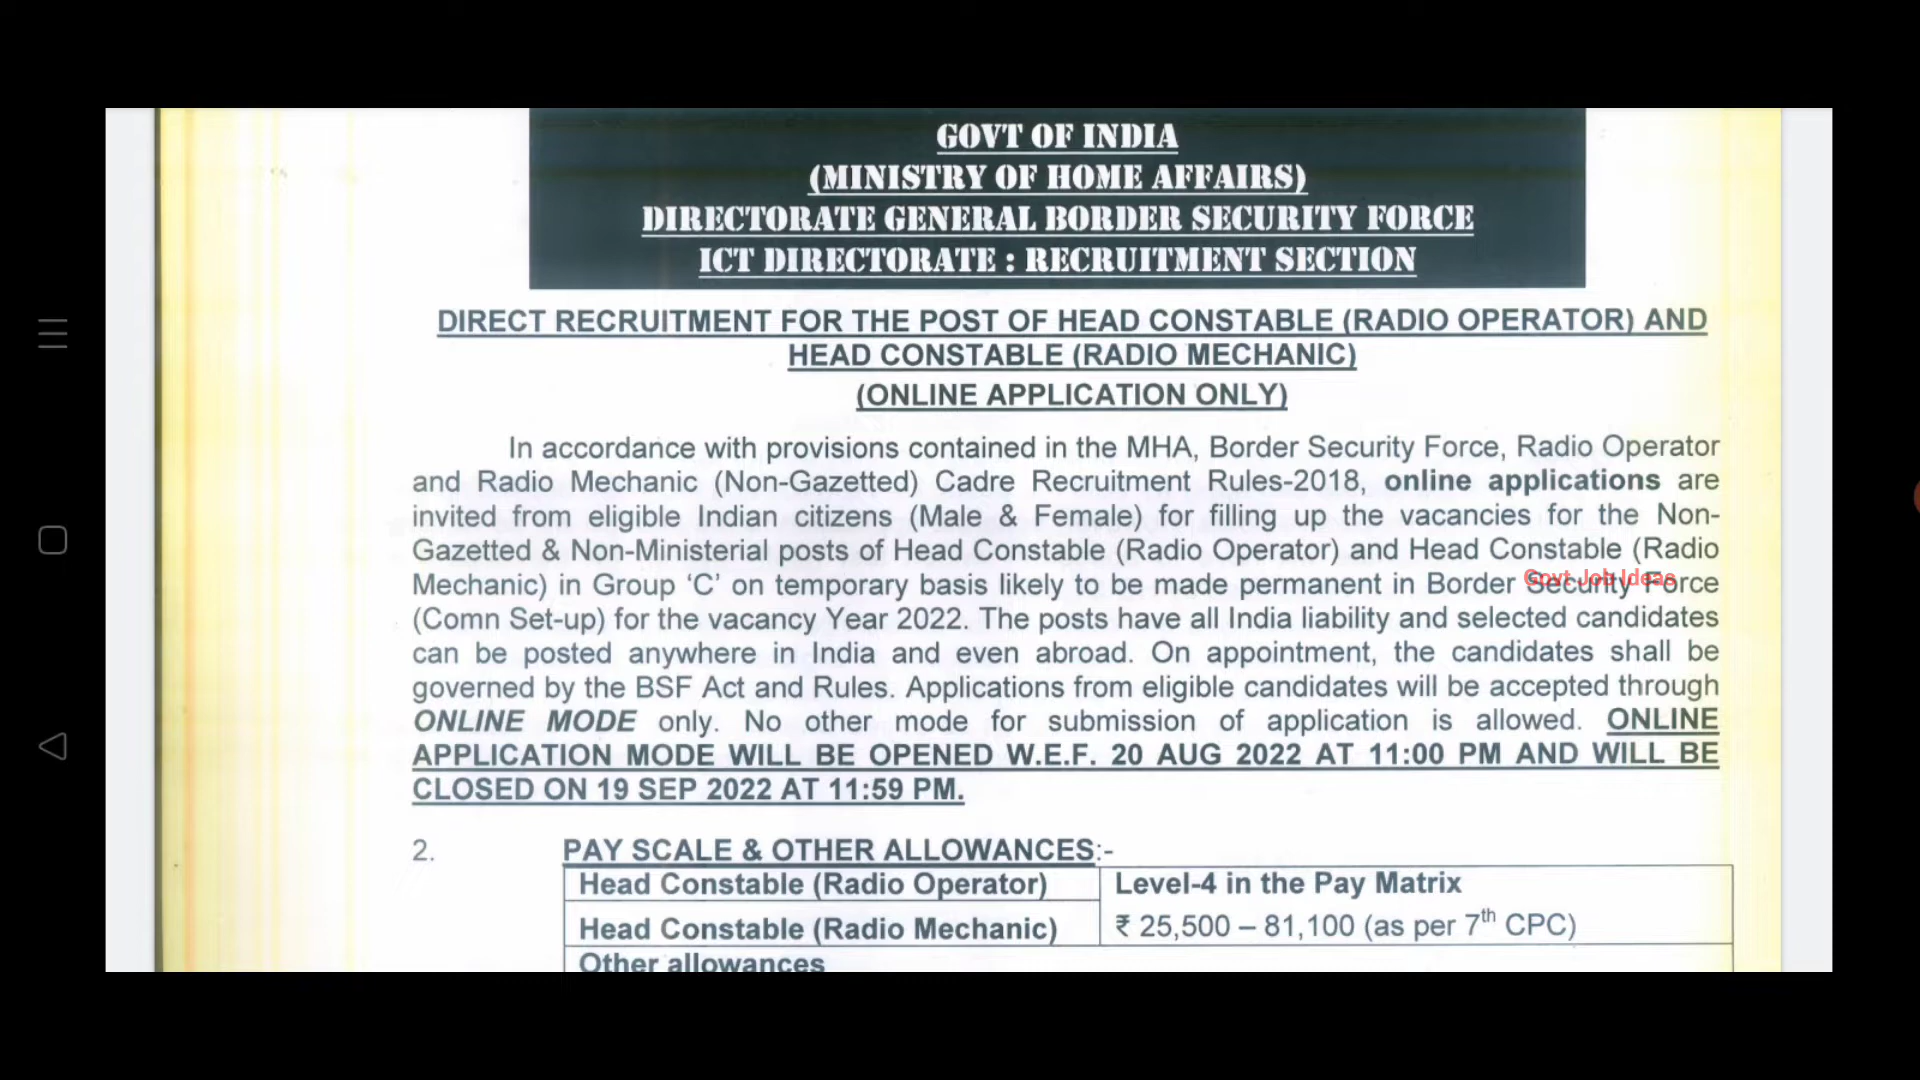 GOVT OF INDIA
(MINISTRY OF HOME AFFAIRS)
DIRECTORATE GENERAL BORDER SECURITY FORCE
ICT DIRECTORATE : RECRUITMENT SECTION
DIRECT RECRUITMENT FOR THE POST OF HEAD CONSTABLE (RADIO OPERATOR) AND
HEAD CONSTABLE (RADIO MECHANIC)
(ONLINE APPLICATION ONLY)
In accordance with provisions contained in the MHA, Border Security Force, Radio Operator
and Radio Mechanic (Non-Gazetted) Cadre Recruitment Rules-2018, online applications are
invited from eligible Indian citizens (Male & Female) for filling up the vacancies for the Non-
Gazetted & Non-Ministerial posts of Head Constable (Radio Operator) and Head Constable (Radio
Mechanic) in Group ‘C’ on temporary basis likely to be made permanent in Border Security Force
Govt Job Ideas
(Comn Set-up) for the vacancy Year 2022. The posts have all India liability and selected candidates
can be posted anywhere in India and even abroad. On appointment, the candidates shall be
governed by the BSF Act and Rules. Applications from eligible candidates will be accepted through
ONLINE MODE only. No other mode for submission of application is allowed. ONLINE
APPLICATION MODE WILL BE OPENED W.E.F. 20 AUG 2022 AT 11:00 PM AND WILL BE
CLOSED ON 19 SEP 2022 AT 11:59 PM.
2. PAY SCALE & OTHER ALLOWANCES:-
Head Constable (Radio Operator) Level-4 in the Pay Matrix
Head Constable (Radio Mechanic) ₹ 25,500 – 81,100 (as per 7th CPC)
Other allowances